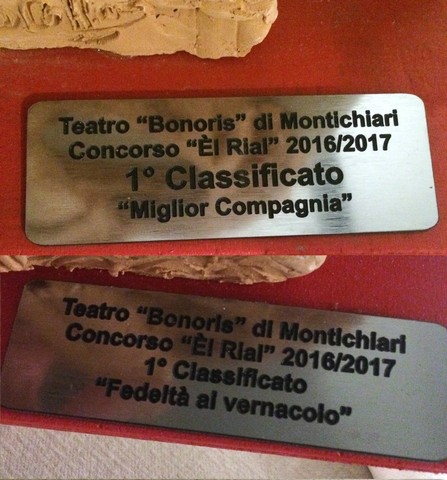 Teatro “Bonoris” di Montichiari
Concorso “Èl Rial” 2016/2017
1° Classificato
“Miglior Compagnia”
Teatro “Bonoris” di Montichiari
Concorso “Èl Rial” 2016/2017
1° Classificato
“Fedeltà al vernacolo”